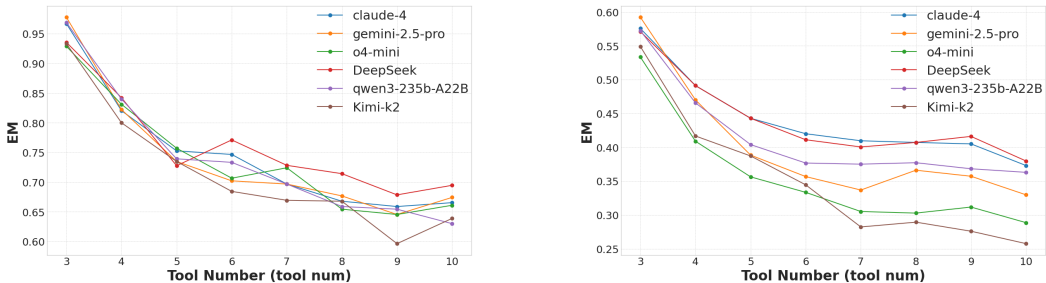 0.95
0.90
0.85
0.80
0.75
0.70
0.65
0.60
EM
3 4 5 6 7 8 9 10
Tool Number (tool num)
claude-4
gemini-2.5-pro
o4-mini
DeepSeek
qwen3-235b-A22B
Kimi-k2
0.60
0.55
0.50
0.45
0.40
0.35
0.30
0.25
EM
3 4 5 6 7 8 9 10
Tool Number (tool num)
claude-4
gemini-2.5-pro
o4-mini
DeepSeek
qwen3-235b-A22B
Kimi-k2